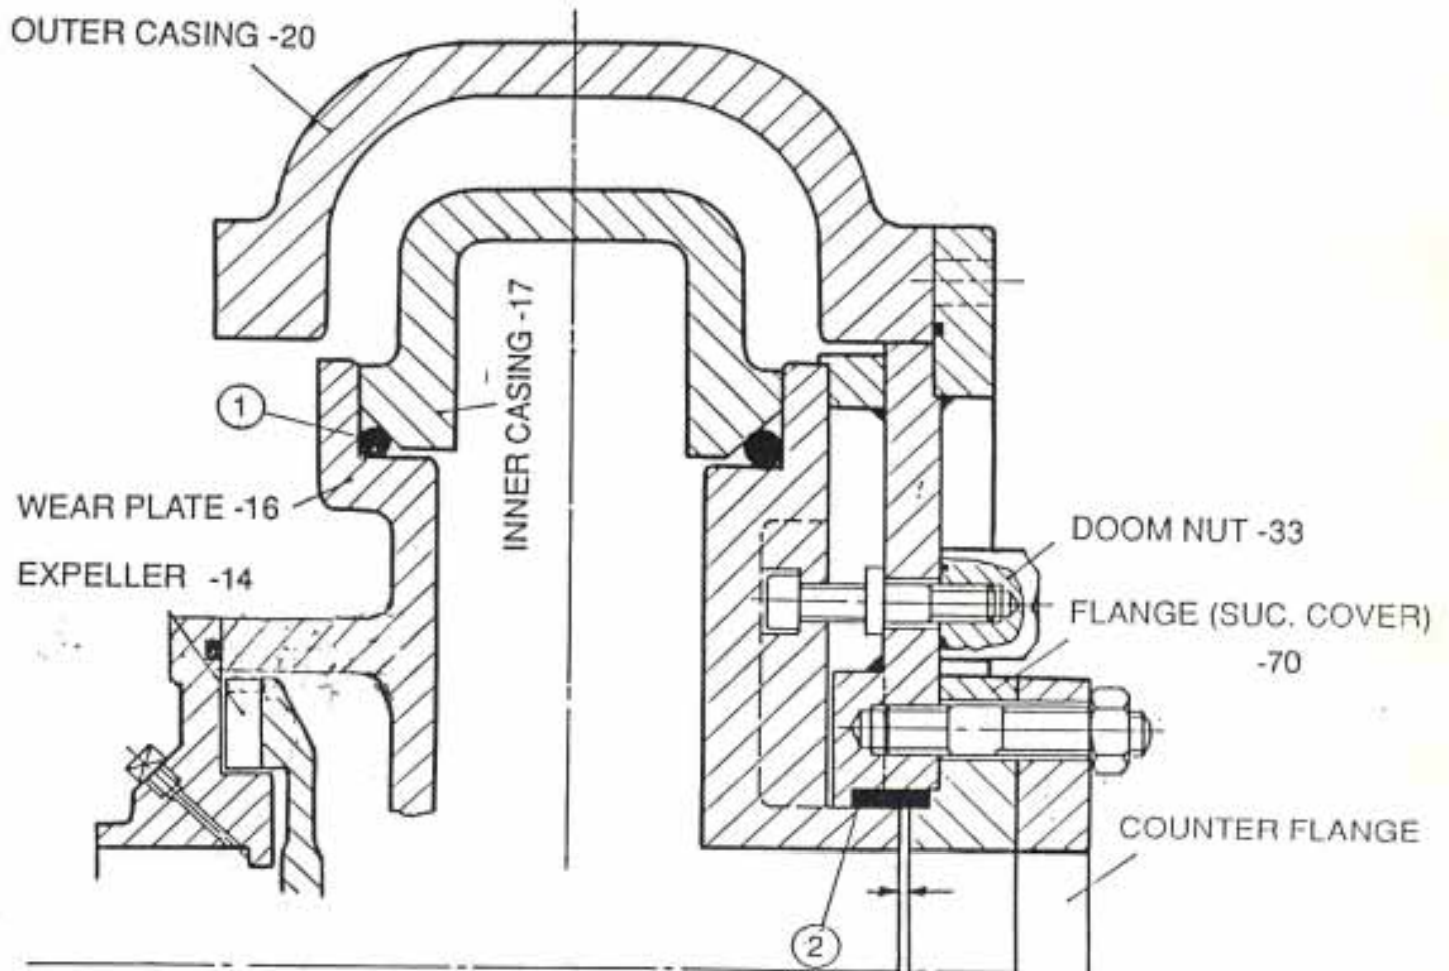 OUTER CASING -20
INNER CASING -17
1
WEAR PLATE -16
EXPELLER -14
DOOM NUT -33
FLANGE (SUC. COVER)
-70
COUNTER FLANGE
2